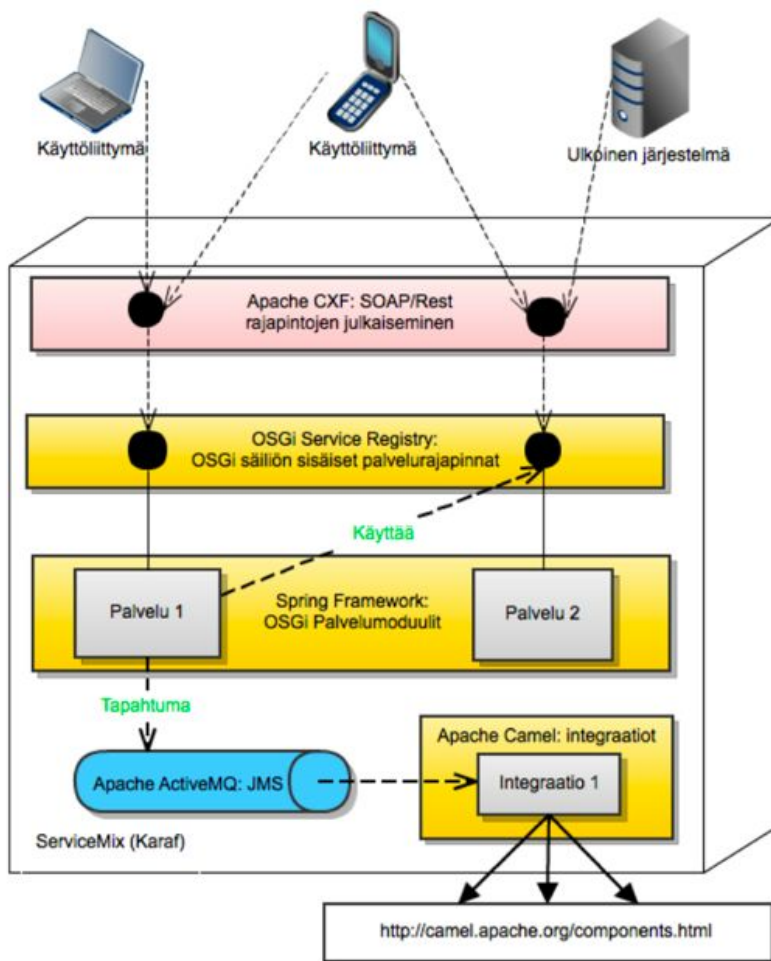 Käyttöliittymä
Käyttöliittymä
Ulkoinen järjestelmä
Apache CXF: SOAP/Rest
rajapintojen julkaiseminen
OSGi Service Registry:
OSGi säiliön sisäiset palvelurajapinnat
Käyttää
Palvelu 1
Spring Framework:
OSGi Palvelumoduulit
Palvelu 2
Tapahtuma
Apache Camel: integraatiot
Apache ActiveMQ: JMS
Integraatio 1
ServiceMix (Karaf)
http://camel.apache.org/components.html